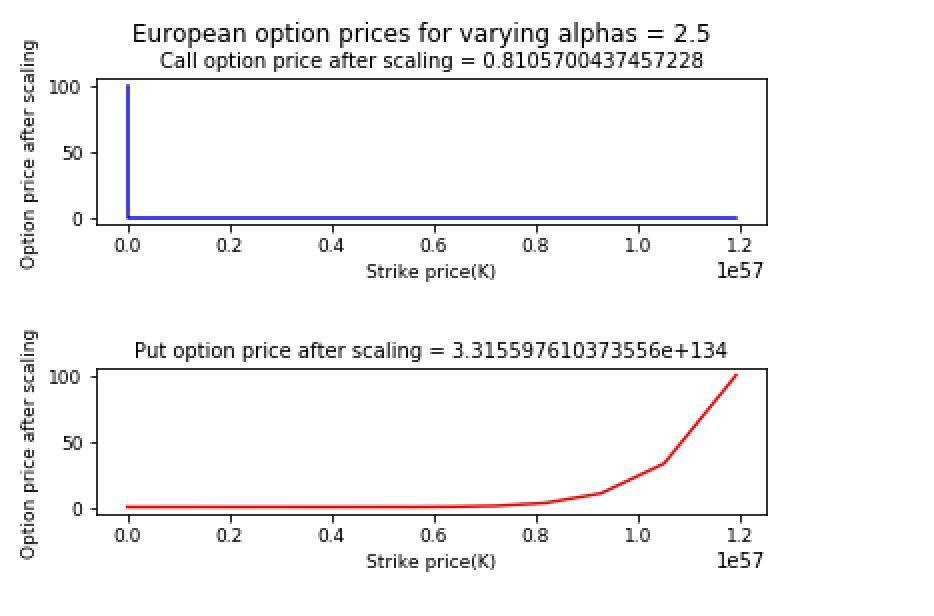 European option prices for varying alphas = 2.5
Call option price after scaling = 0.8105700437457228
Option price after scaling
100
50
0
0.0 0.2 0.4 0.6 0.8 1.0 1.2
1e57
Strike price(K)
Put option price after scaling = 3.315597610373556e+134
Option price after scaling
100
50
0
0.0 0.2 0.4 0.6 0.8 1.0 1.2
1e57
Strike price(K)